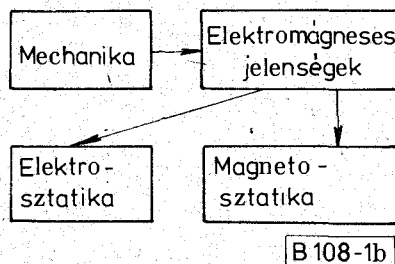 Mechanika
Elektromágneses
jelenségek
Elektro-
sztatika
Magneto-
sztatika
B 108-1b